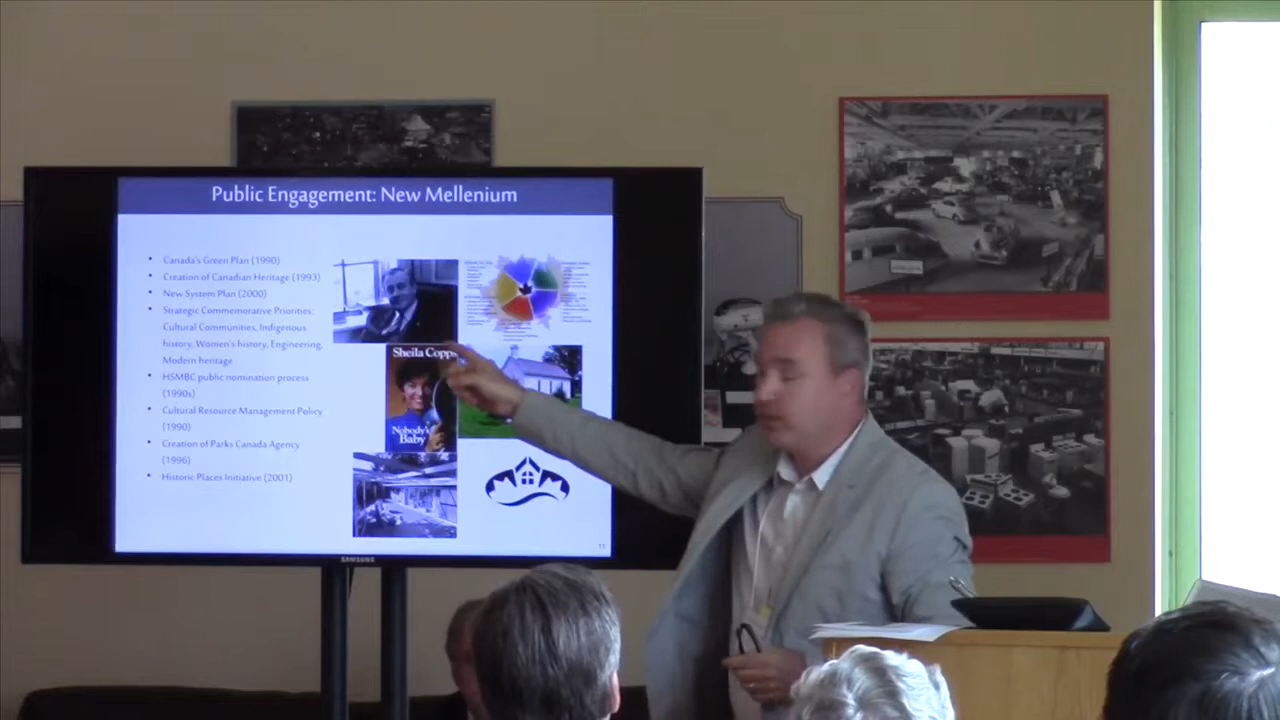 Public Engagement: New Mellenium
Canada's Green Plan (1990)
Creation of Canadian Heritage (1993)
New System Plan (2000)
Strategic Commemorative Priorities:
Cultural Communities, Indigenous
history, Women's history, Engineering,
Modern heritage
HSMBC public nomination process
(1990s)
Cultural Resource Management Policy
(1990)
Creation of Parks Canada Agency
(1996)
Historic Places Initiative (2001)
Sheila Copps
Nobody's
Baby
11
SAMSUNG